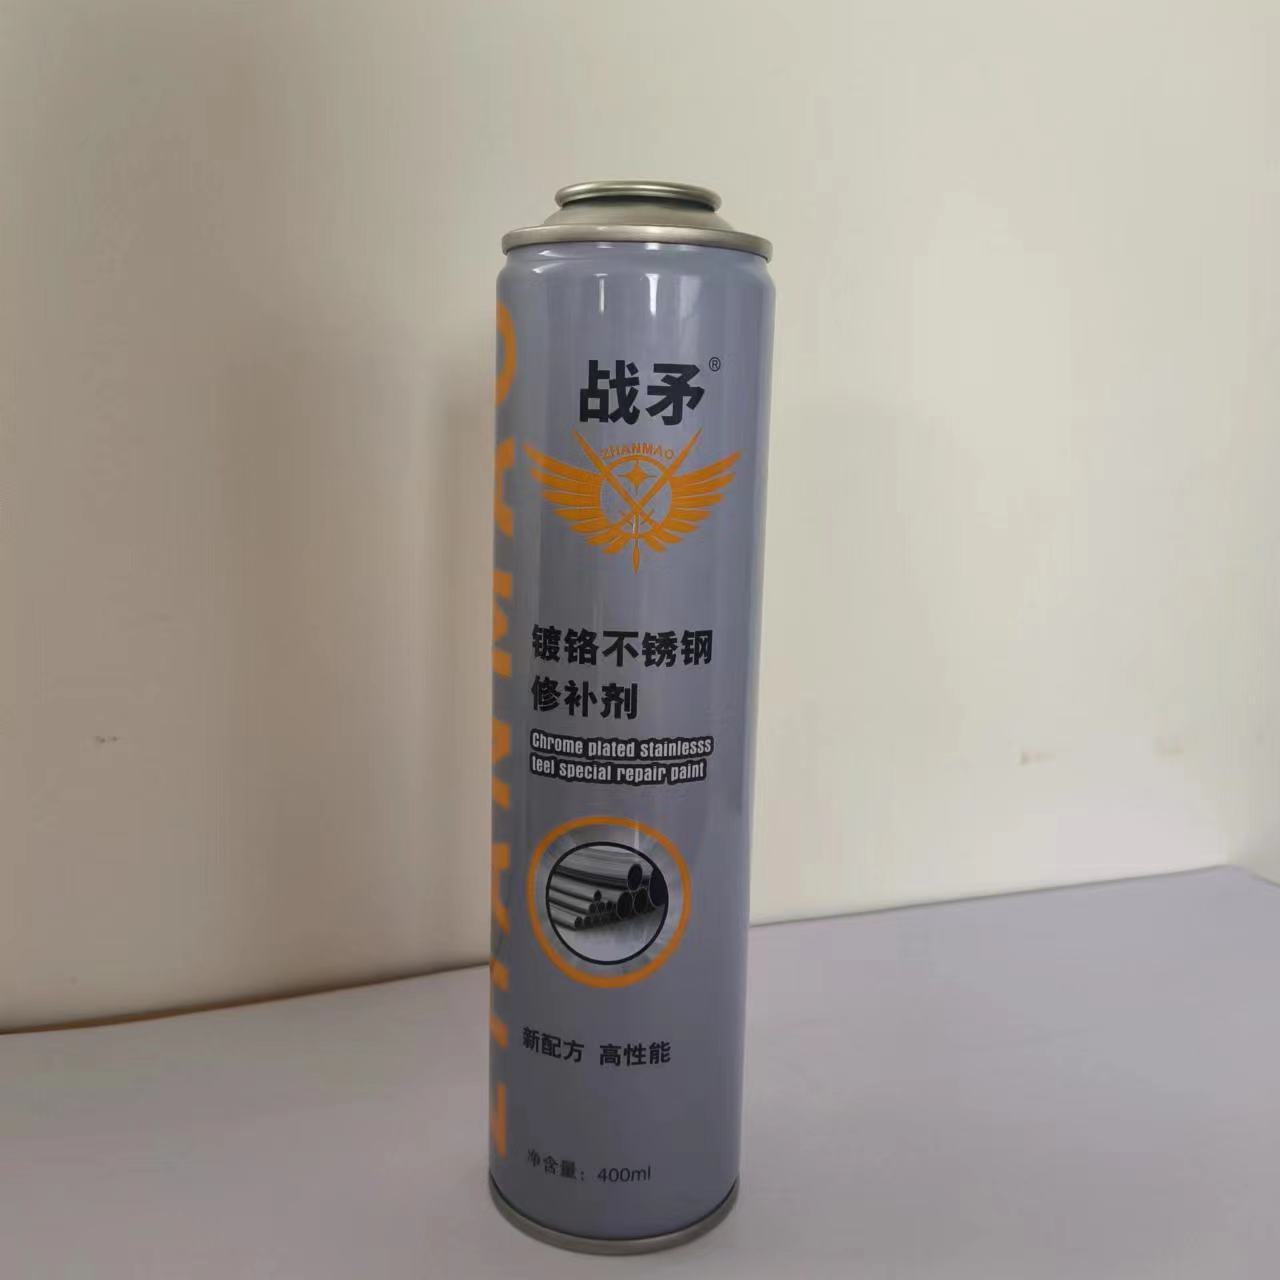 战矛®
ZHANMAO
ZHANMAO
镀铬不锈钢
修补剂
Chrome plated stainlesss
teel special repair paint
新配方 高性能
净含量：400ml